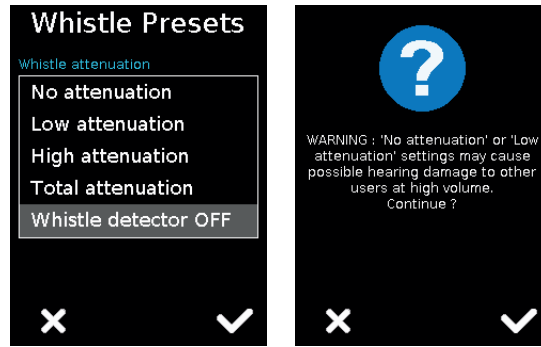 Whistle Presets
Whistle attenuation
No attenuation
Low attenuation
High attenuation
Total attenuation
Whistle detector OFF
?
WARNING : 'No attenuation' or 'Low
attenuation' settings may cause
possible hearing damage to other
users at high volume.
Continue ?